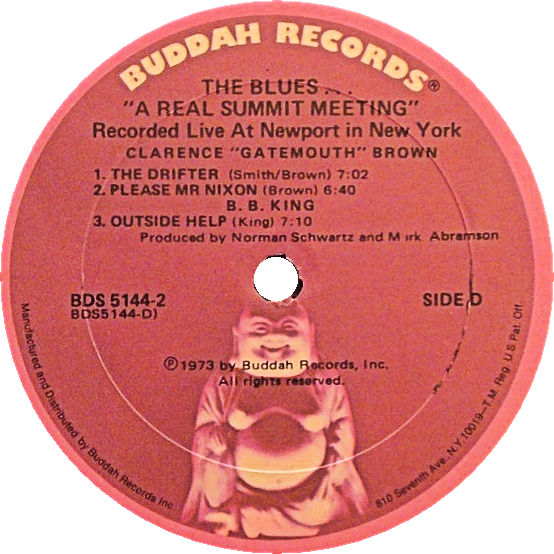 BUDDAH RECORDS®
THE BLUES...
"A REAL SUMMIT MEETING"
Recorded Live At Newport in New York
CLARENCE "GATEMOUTH" BROWN
1. THE DRIFTER (Smith/Brown) 7:02
2. PLEASE MR NIXON (Brown) 6:40
B. B. KING
3. OUTSIDE HELP (King) 7:10
Produced by Norman Schwartz and Mark Abramson
BDS 5144-2
BDS5144-D)
SIDE D
℗ 1973 by Buddah Records, Inc.
All rights reserved.
Manufactured and Distributed by Buddah Records Inc
810 Seventh Ave., N.Y. 10019—T.M. Reg. U S Pat. Off.